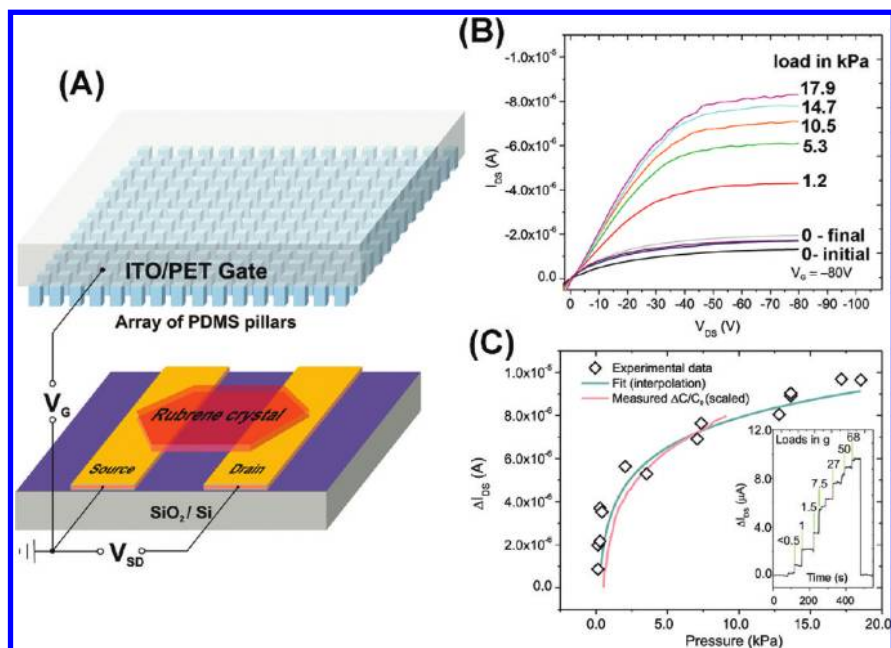 (A)
ITO/PET Gate
Array of PDMS pillars
V_G
Rubrene crystal
Source
Drain
SiO₂/ Si
V_SD
(B)
I_DS (A)
-1.0x10⁻⁵
-8.0x10⁻⁶
-6.0x10⁻⁶
-4.0x10⁻⁶
-2.0x10⁻⁶
0.0
load in kPa
17.9
14.7
10.5
5.3
1.2
0 - final
0- initial
V_G = –80V
0 -10 -20 -30 -40 -50 -60 -70 -80 -90 -100
V_DS (V)
(C)
ΔI_DS (A)
1.0x10⁻⁵
8.0x10⁻⁶
6.0x10⁻⁶
4.0x10⁻⁶
2.0x10⁻⁶
0.0
Experimental data
Fit (interpolation)
Measured ΔC/C₀ (scaled)
Loads in g
68
50
27
7.5
1.5
1
<0.5
ΔI_DS (µA)
12.0
8.0
4.0
0.0
Time (s)
0 200 400
0.0 5.0 10.0 15.0 20.0
Pressure (kPa)